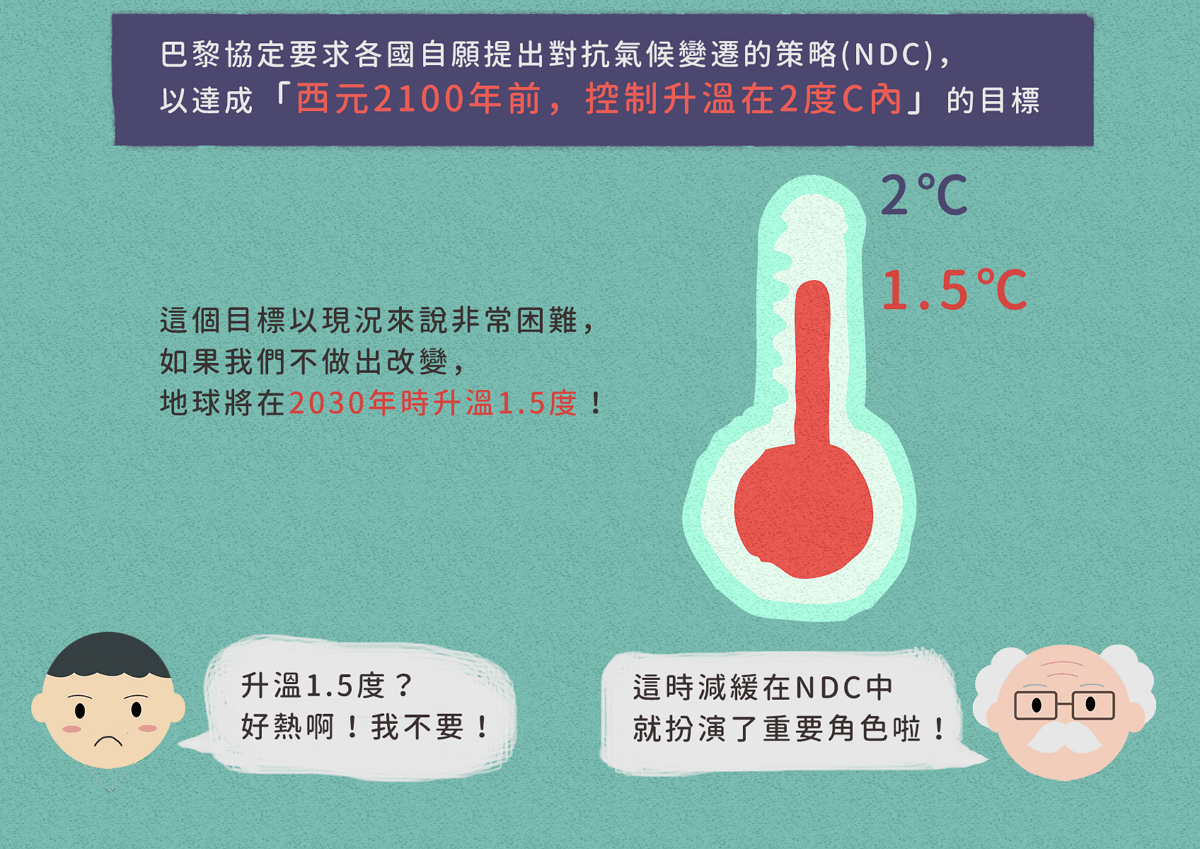 巴黎協定要求各國自願提出對抗氣候變遷的策略(NDC)，
以達成「西元2100年前，控制升溫在2度C內」的目標
2℃
1.5℃
這個目標以現況來說非常困難，
如果我們不做出改變，
地球將在2030年時升溫1.5度！
升溫1.5度？
好熱啊！我不要！
這時減緩在NDC中
就扮演了重要角色啦！